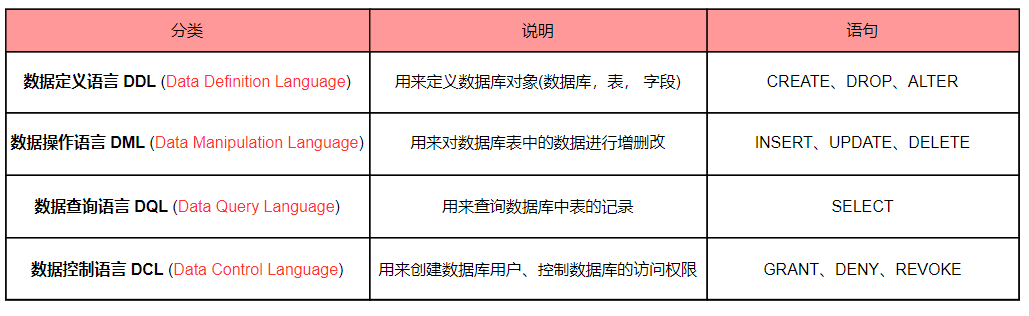 分类 说明 语句
数据定义语言 DDL (Data Definition Language) 用来定义数据库对象(数据库，表， 字段) CREATE、DROP、ALTER
数据操作语言 DML (Data Manipulation Language) 用来对数据库表中的数据进行增删改 INSERT、UPDATE、DELETE
数据查询语言 DQL (Data Query Language) 用来查询数据库中表的记录 SELECT
数据控制语言 DCL (Data Control Language) 用来创建数据库用户、控制数据库的访问权限 GRANT、DENY、REVOKE